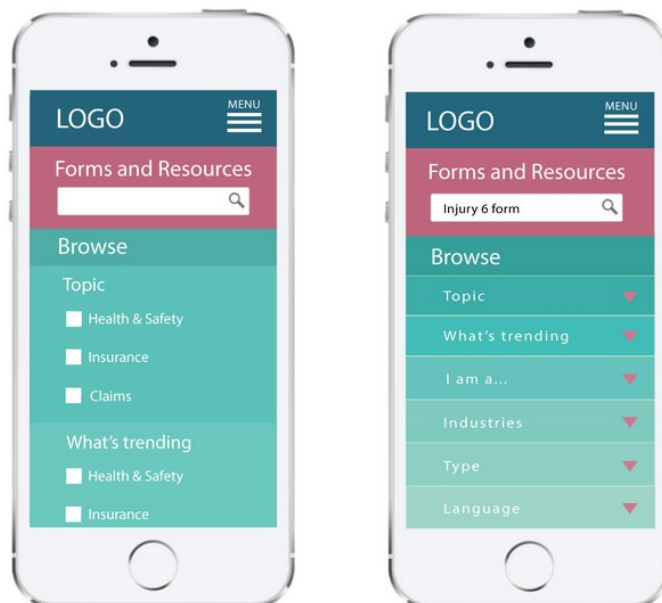 LOGO
MENU
Forms and Resources
Browse
Topic
Health & Safety
Insurance
Claims
What's trending
Health & Safety
Insurance
LOGO
MENU
Forms and Resources
Injury 6 form
Browse
Topic
What's trending
I am a...
Industries
Type
Language